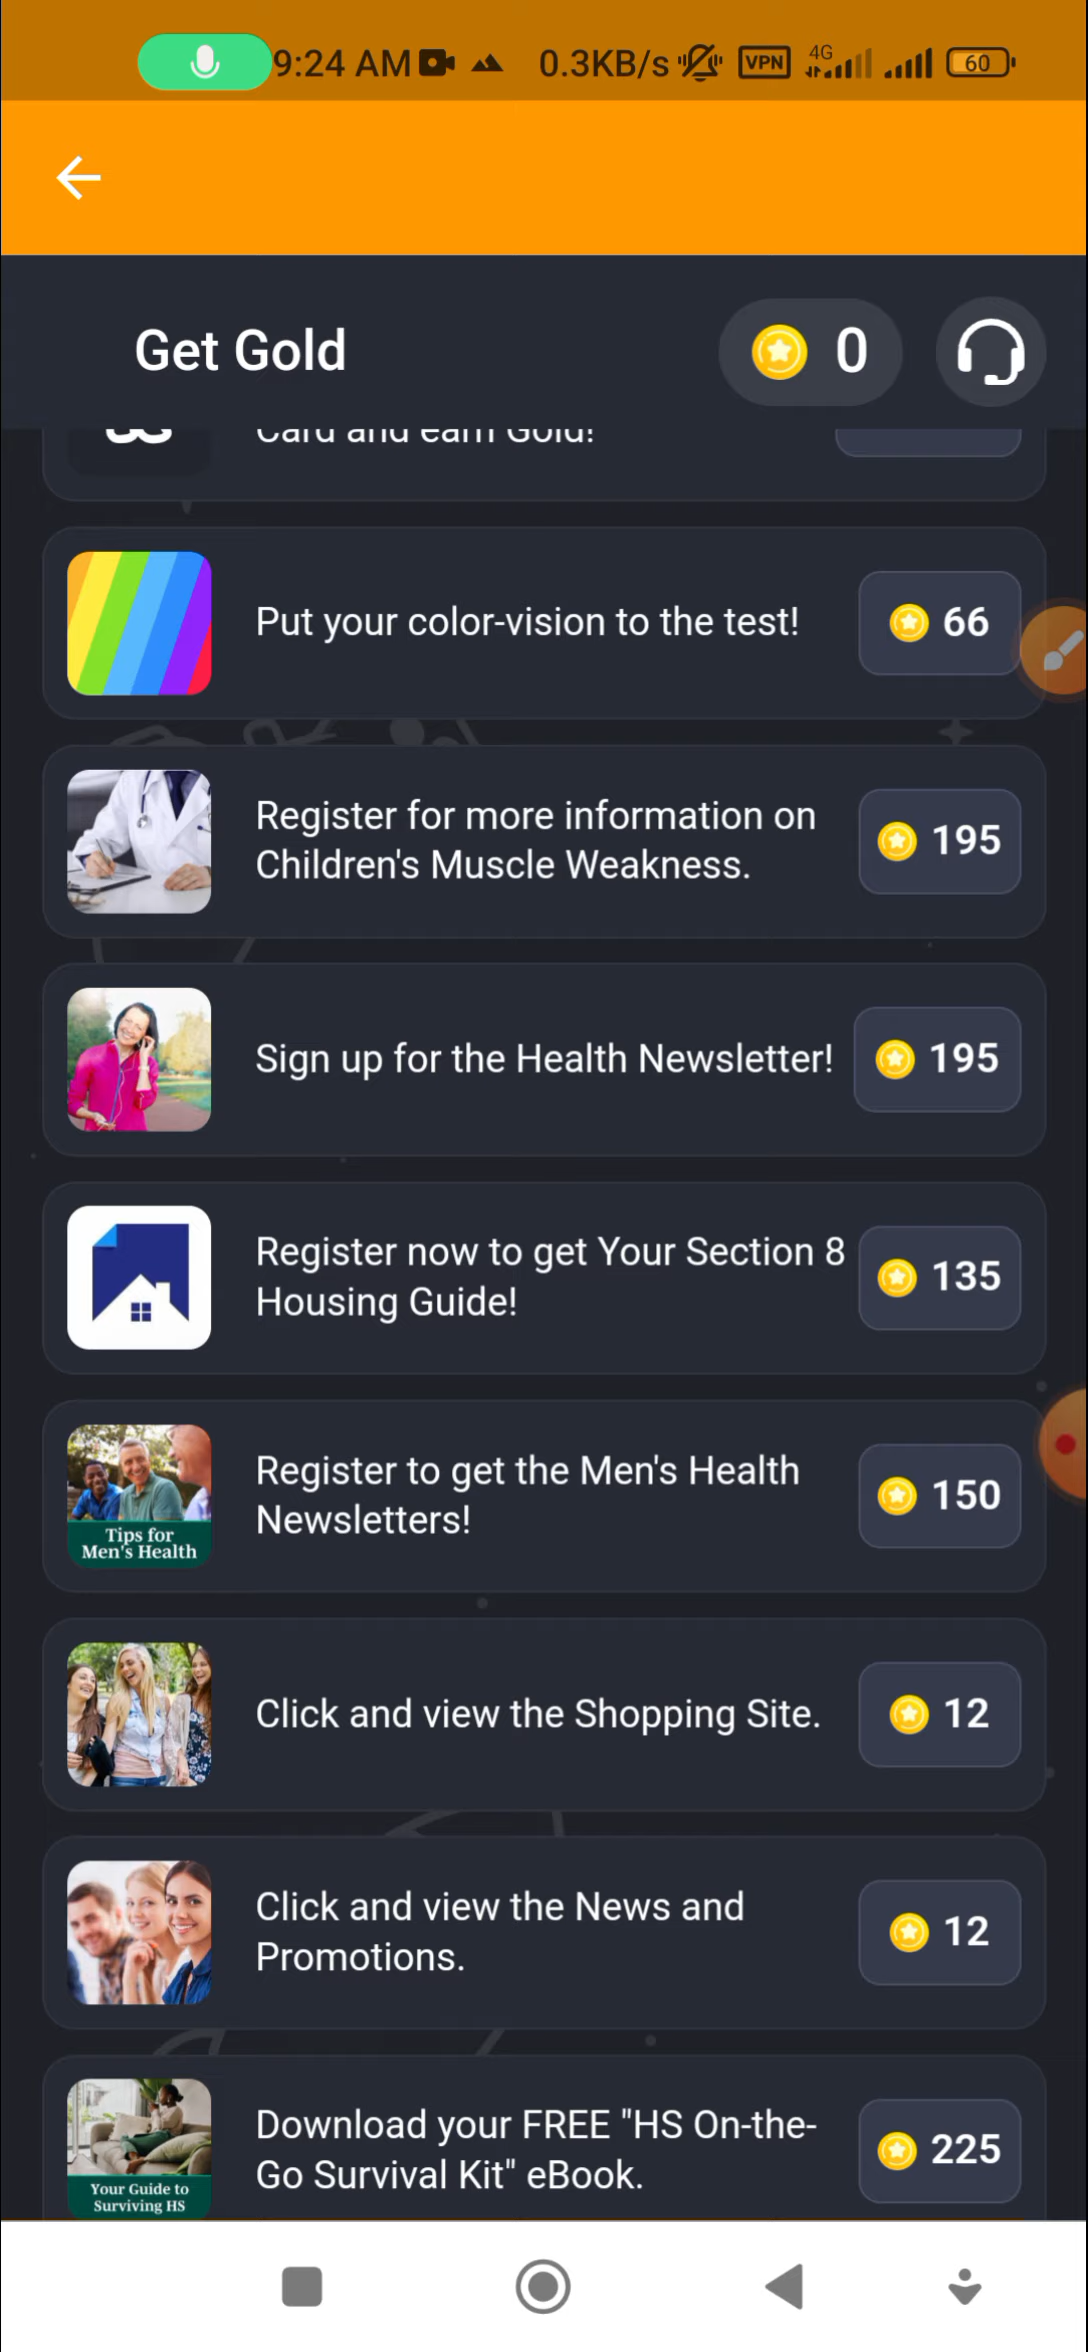 9:24 AM 0.3KB/s VPN 4G 60
Get Gold 0
Card and earn Gold!
Put your color-vision to the test! 66
Register for more information on
Children's Muscle Weakness. 195
Sign up for the Health Newsletter! 195
Register now to get Your Section 8
Housing Guide! 135
Tips for
Men's Health
Register to get the Men's Health
Newsletters! 150
Click and view the Shopping Site. 12
Click and view the News and
Promotions. 12
Your Guide to
Surviving HS
Download your FREE "HS On-the-
Go Survival Kit" eBook. 225